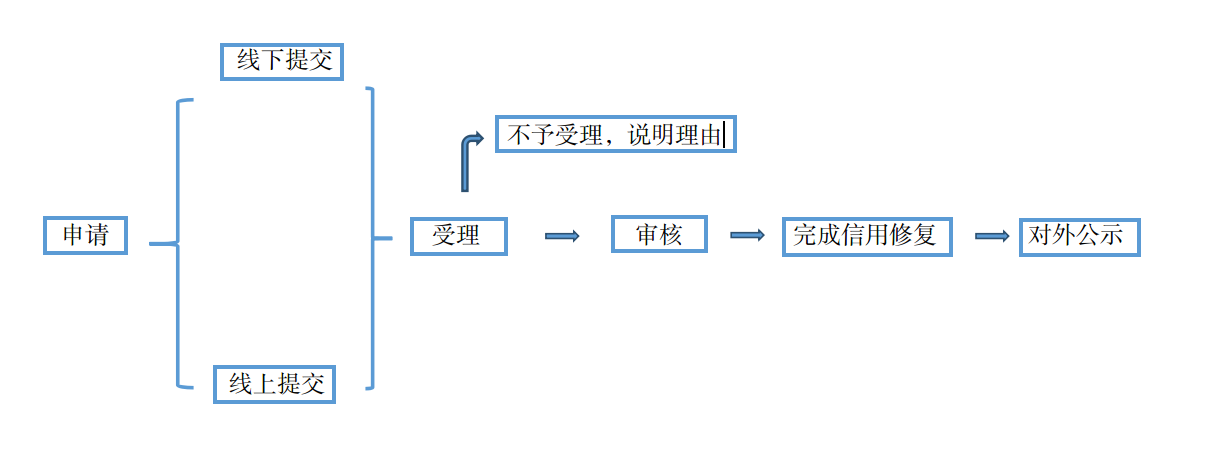 线下提交
不予受理，说明理由
申请
受理
审核
完成信用修复
对外公示
线上提交